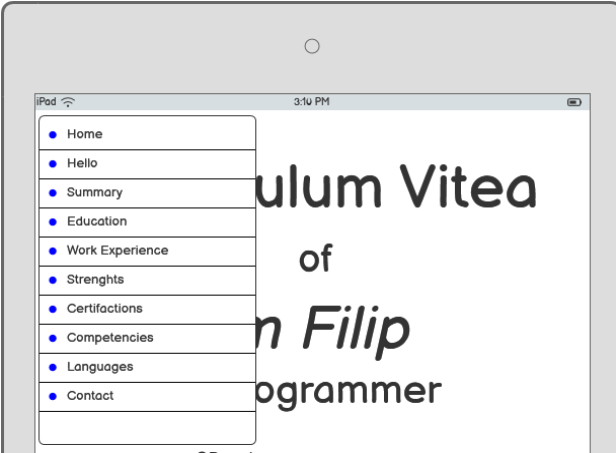 iPad 3:10 PM
Home
Hello
Summary
Education
Work Experience
Strenghts
Certifactions
Competencies
Languages
Contact
ulum Vitea
of
n Filip
ogrammer